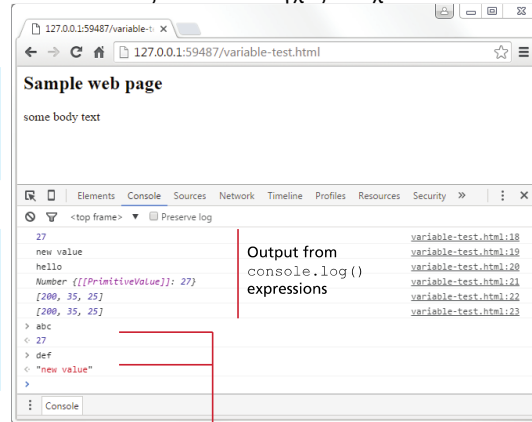 127.0.0.1:59487/variable-t
127.0.0.1:59487/variable-test.html
Sample web page
some body text
Elements Console Sources Network Timeline Profiles Resources Security »
<top frame> ▼ Preserve log
27 variable-test.html:18
new value variable-test.html:19
hello variable-test.html:20
Number {[[PrimitiveValue]]: 27} variable-test.html:21
[200, 35, 25] variable-test.html:22
[200, 35, 25] variable-test.html:23
Output from
console.log()
expressions
> abc
< 27
> def
< "new value"
>
Console